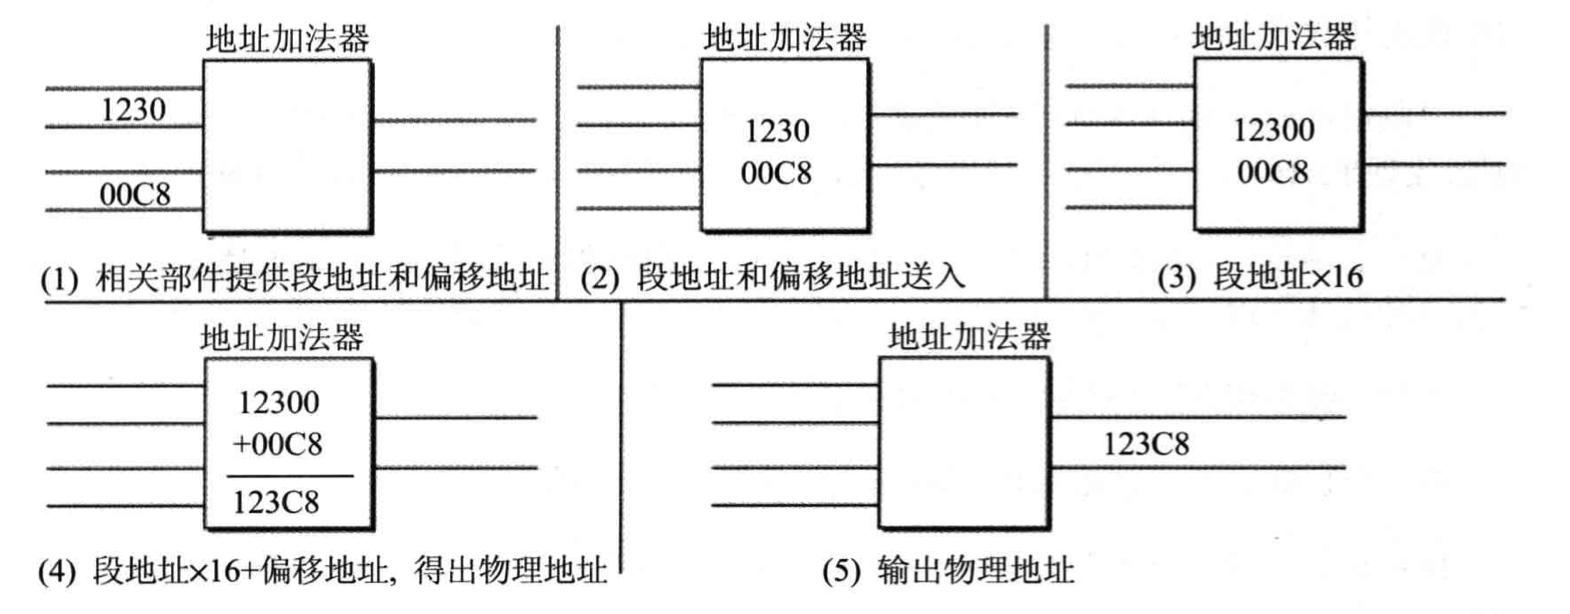 地址加法器
1230
00C8
(1) 相关部件提供段地址和偏移地址
地址加法器
1230
00C8
(2) 段地址和偏移地址送入
地址加法器
12300
00C8
(3) 段地址×16
地址加法器
12300
+00C8
123C8
(4) 段地址×16+偏移地址, 得出物理地址
地址加法器
123C8
(5) 输出物理地址